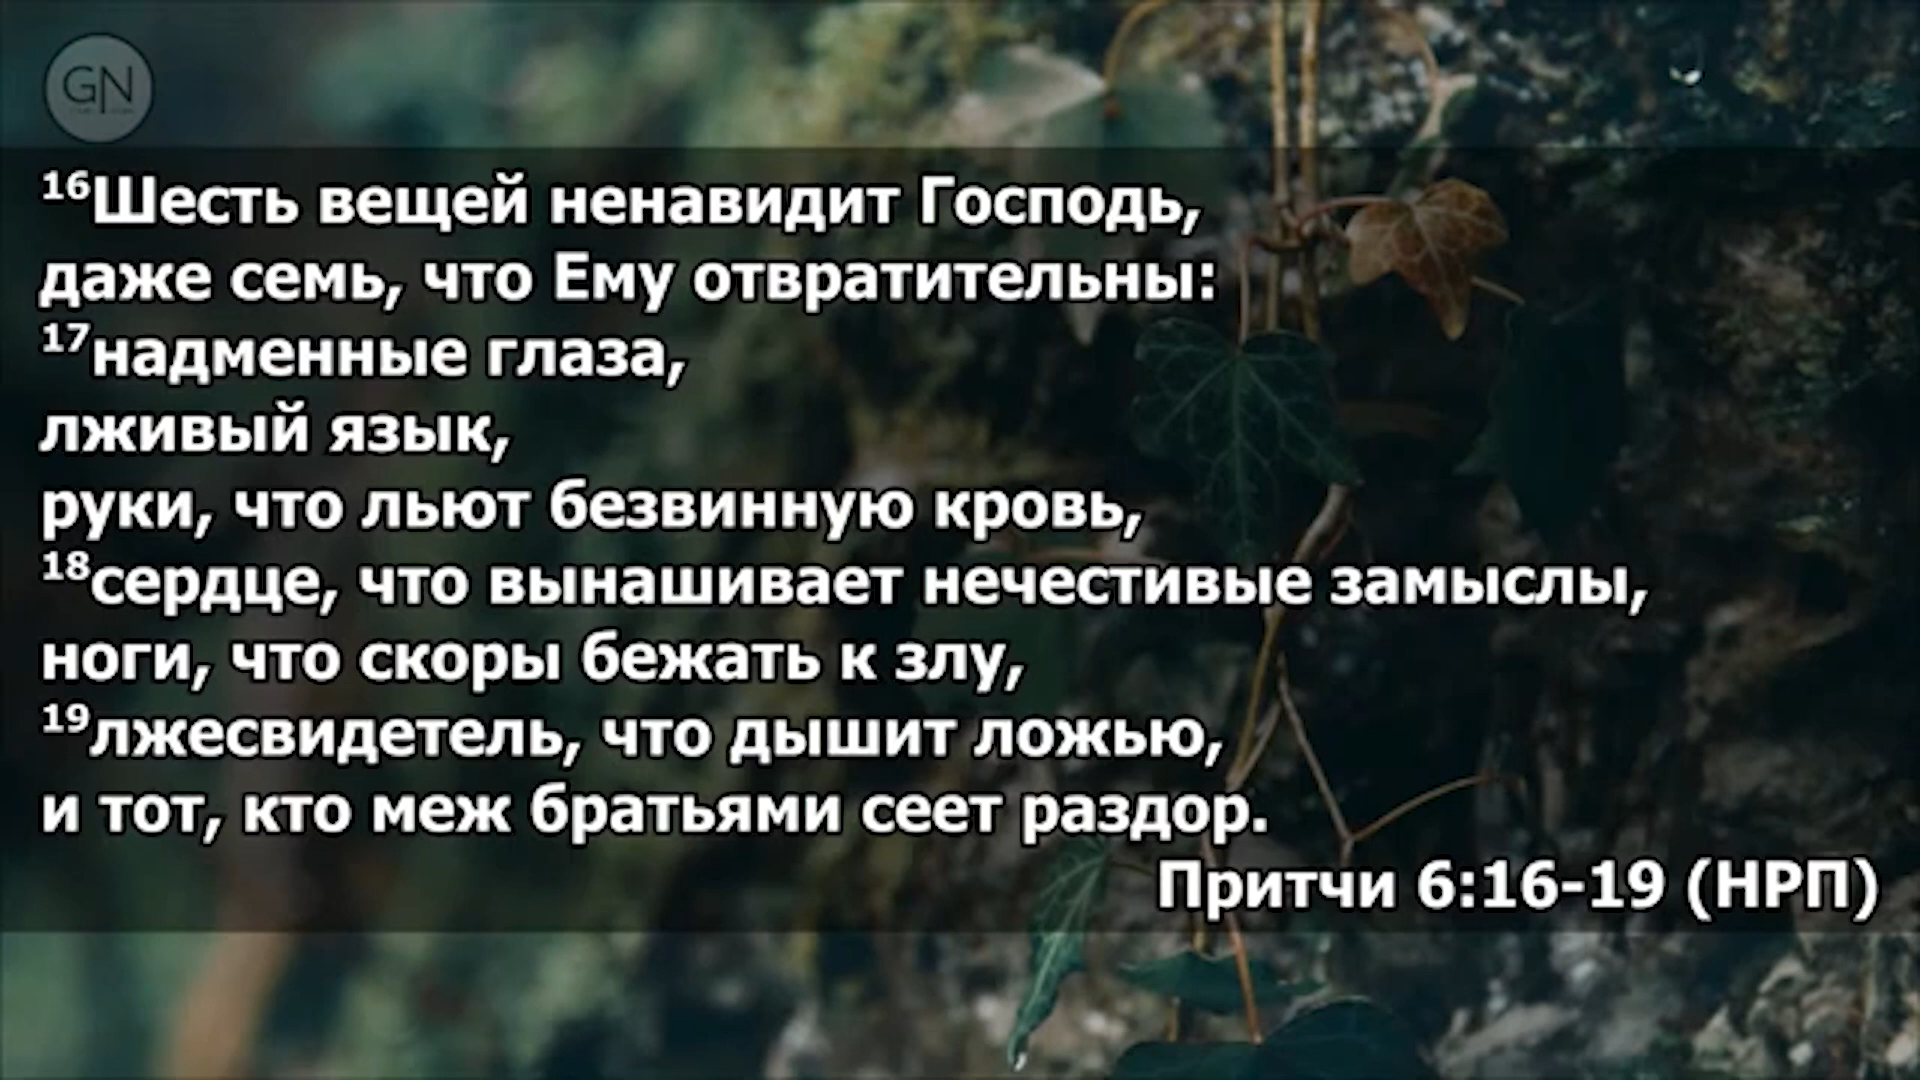 GN
16Шесть вещей ненавидит Господь,
даже семь, что Ему отвратительны:
17надменные глаза,
лживый язык,
руки, что льют безвинную кровь,
18сердце, что вынашивает нечестивые замыслы,
ноги, что скоры бежать к злу,
19лжесвидетель, что дышит ложью,
и тот, кто меж братьями сеет раздор.
Притчи 6:16-19 (НРП)